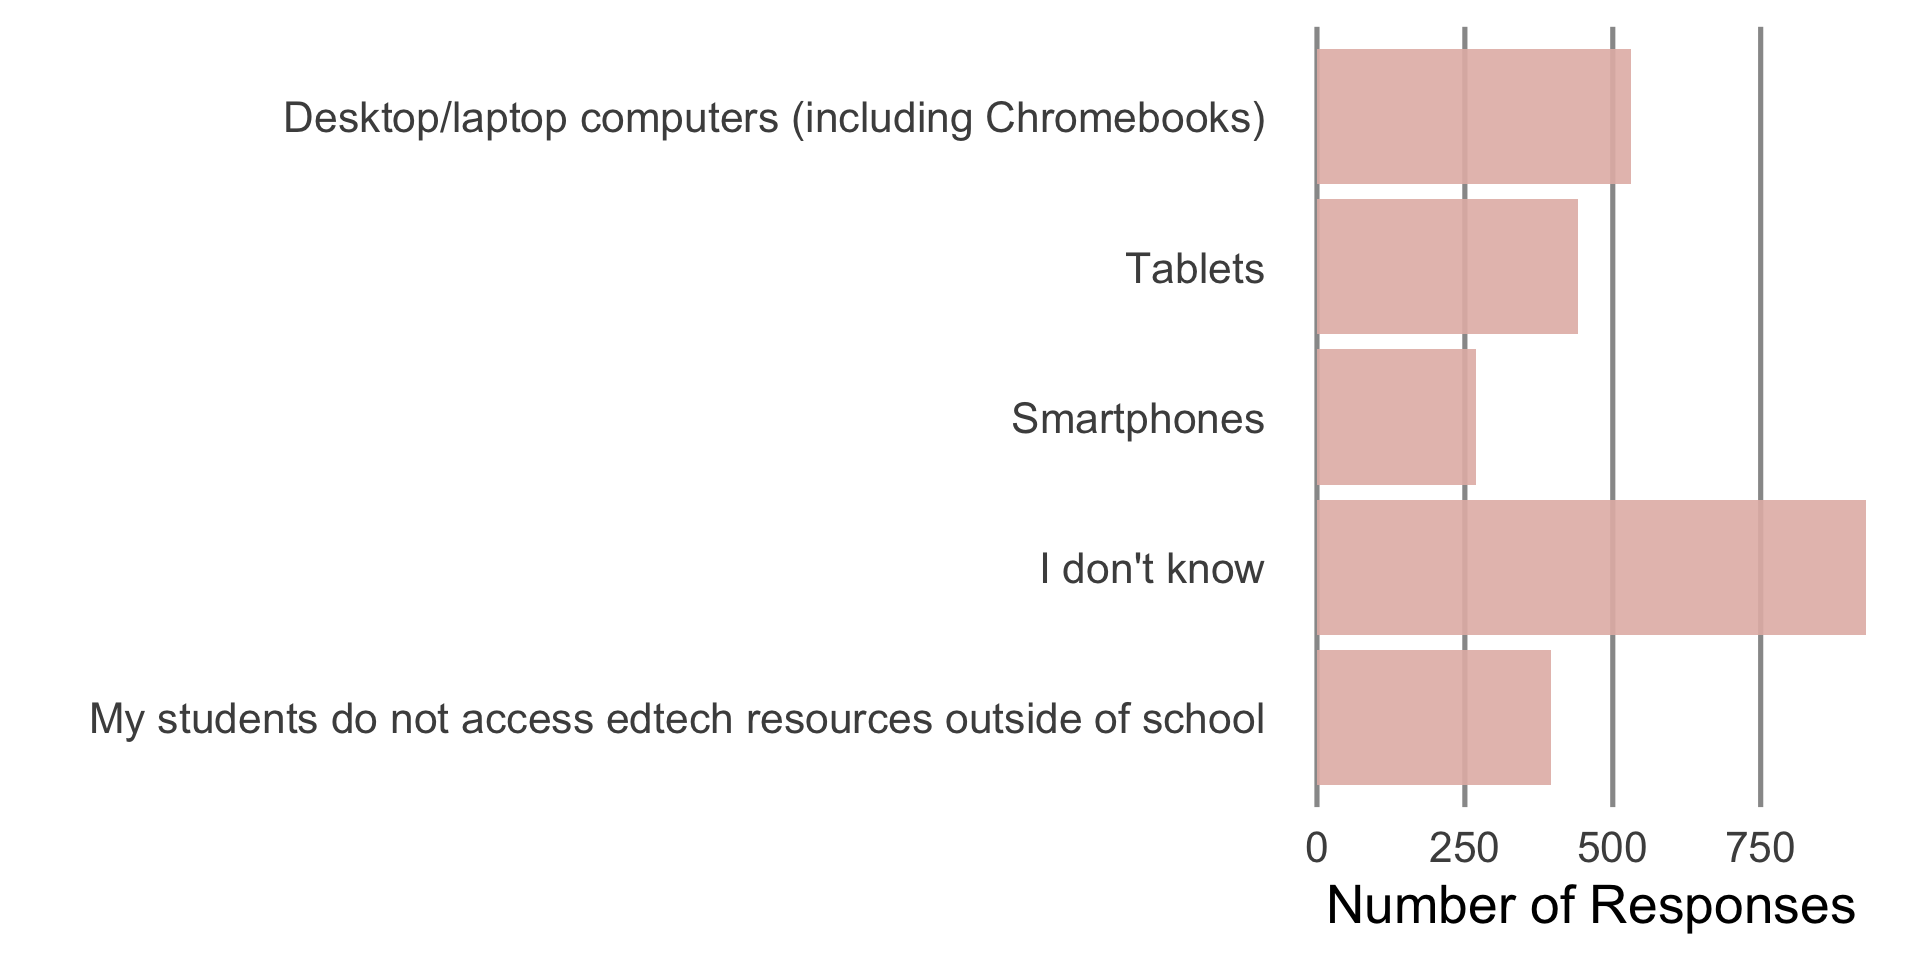 Desktop/laptop computers (including Chromebooks)
Tablets
Smartphones
I don't know
My students do not access edtech resources outside of school
0 250 500 750
Number of Responses